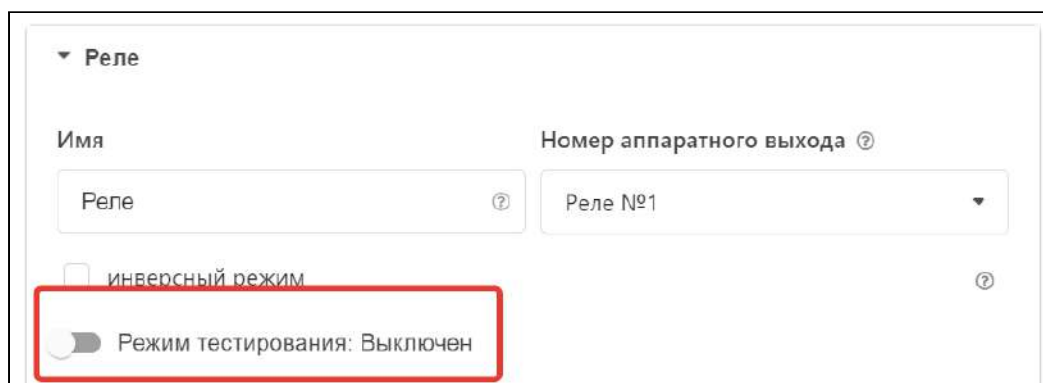 Реле
Имя
Номер аппаратного выхода
Реле
Реле №1
инверсный режим
Режим тестирования: Выключен